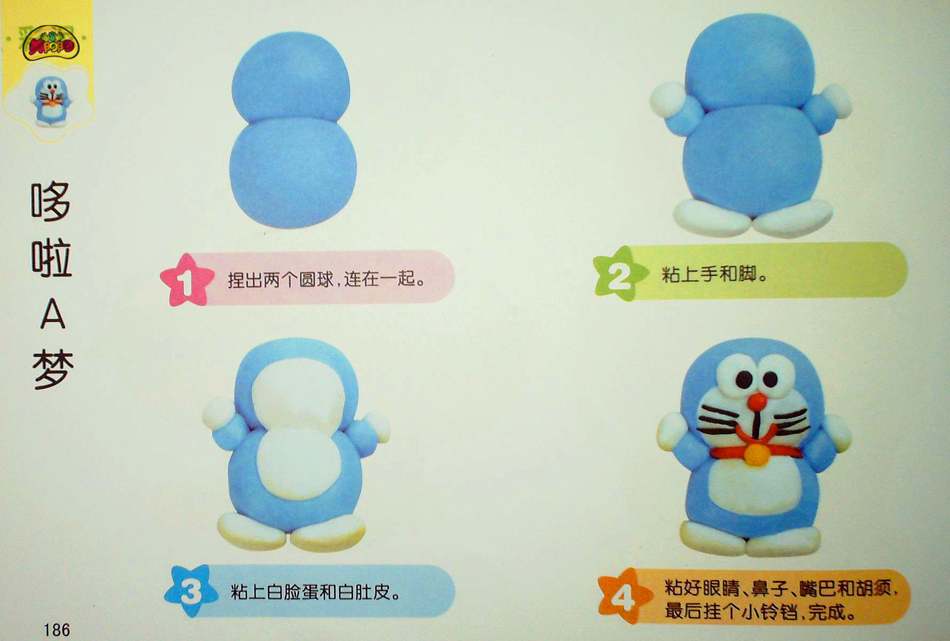 哆啦A梦
1 捏出两个圆球,连在一起。
2 粘上手和脚。
3 粘上白脸蛋和白肚皮。
4 粘好眼睛、鼻子、嘴巴和胡须,
最后挂个小铃铛,完成。
186